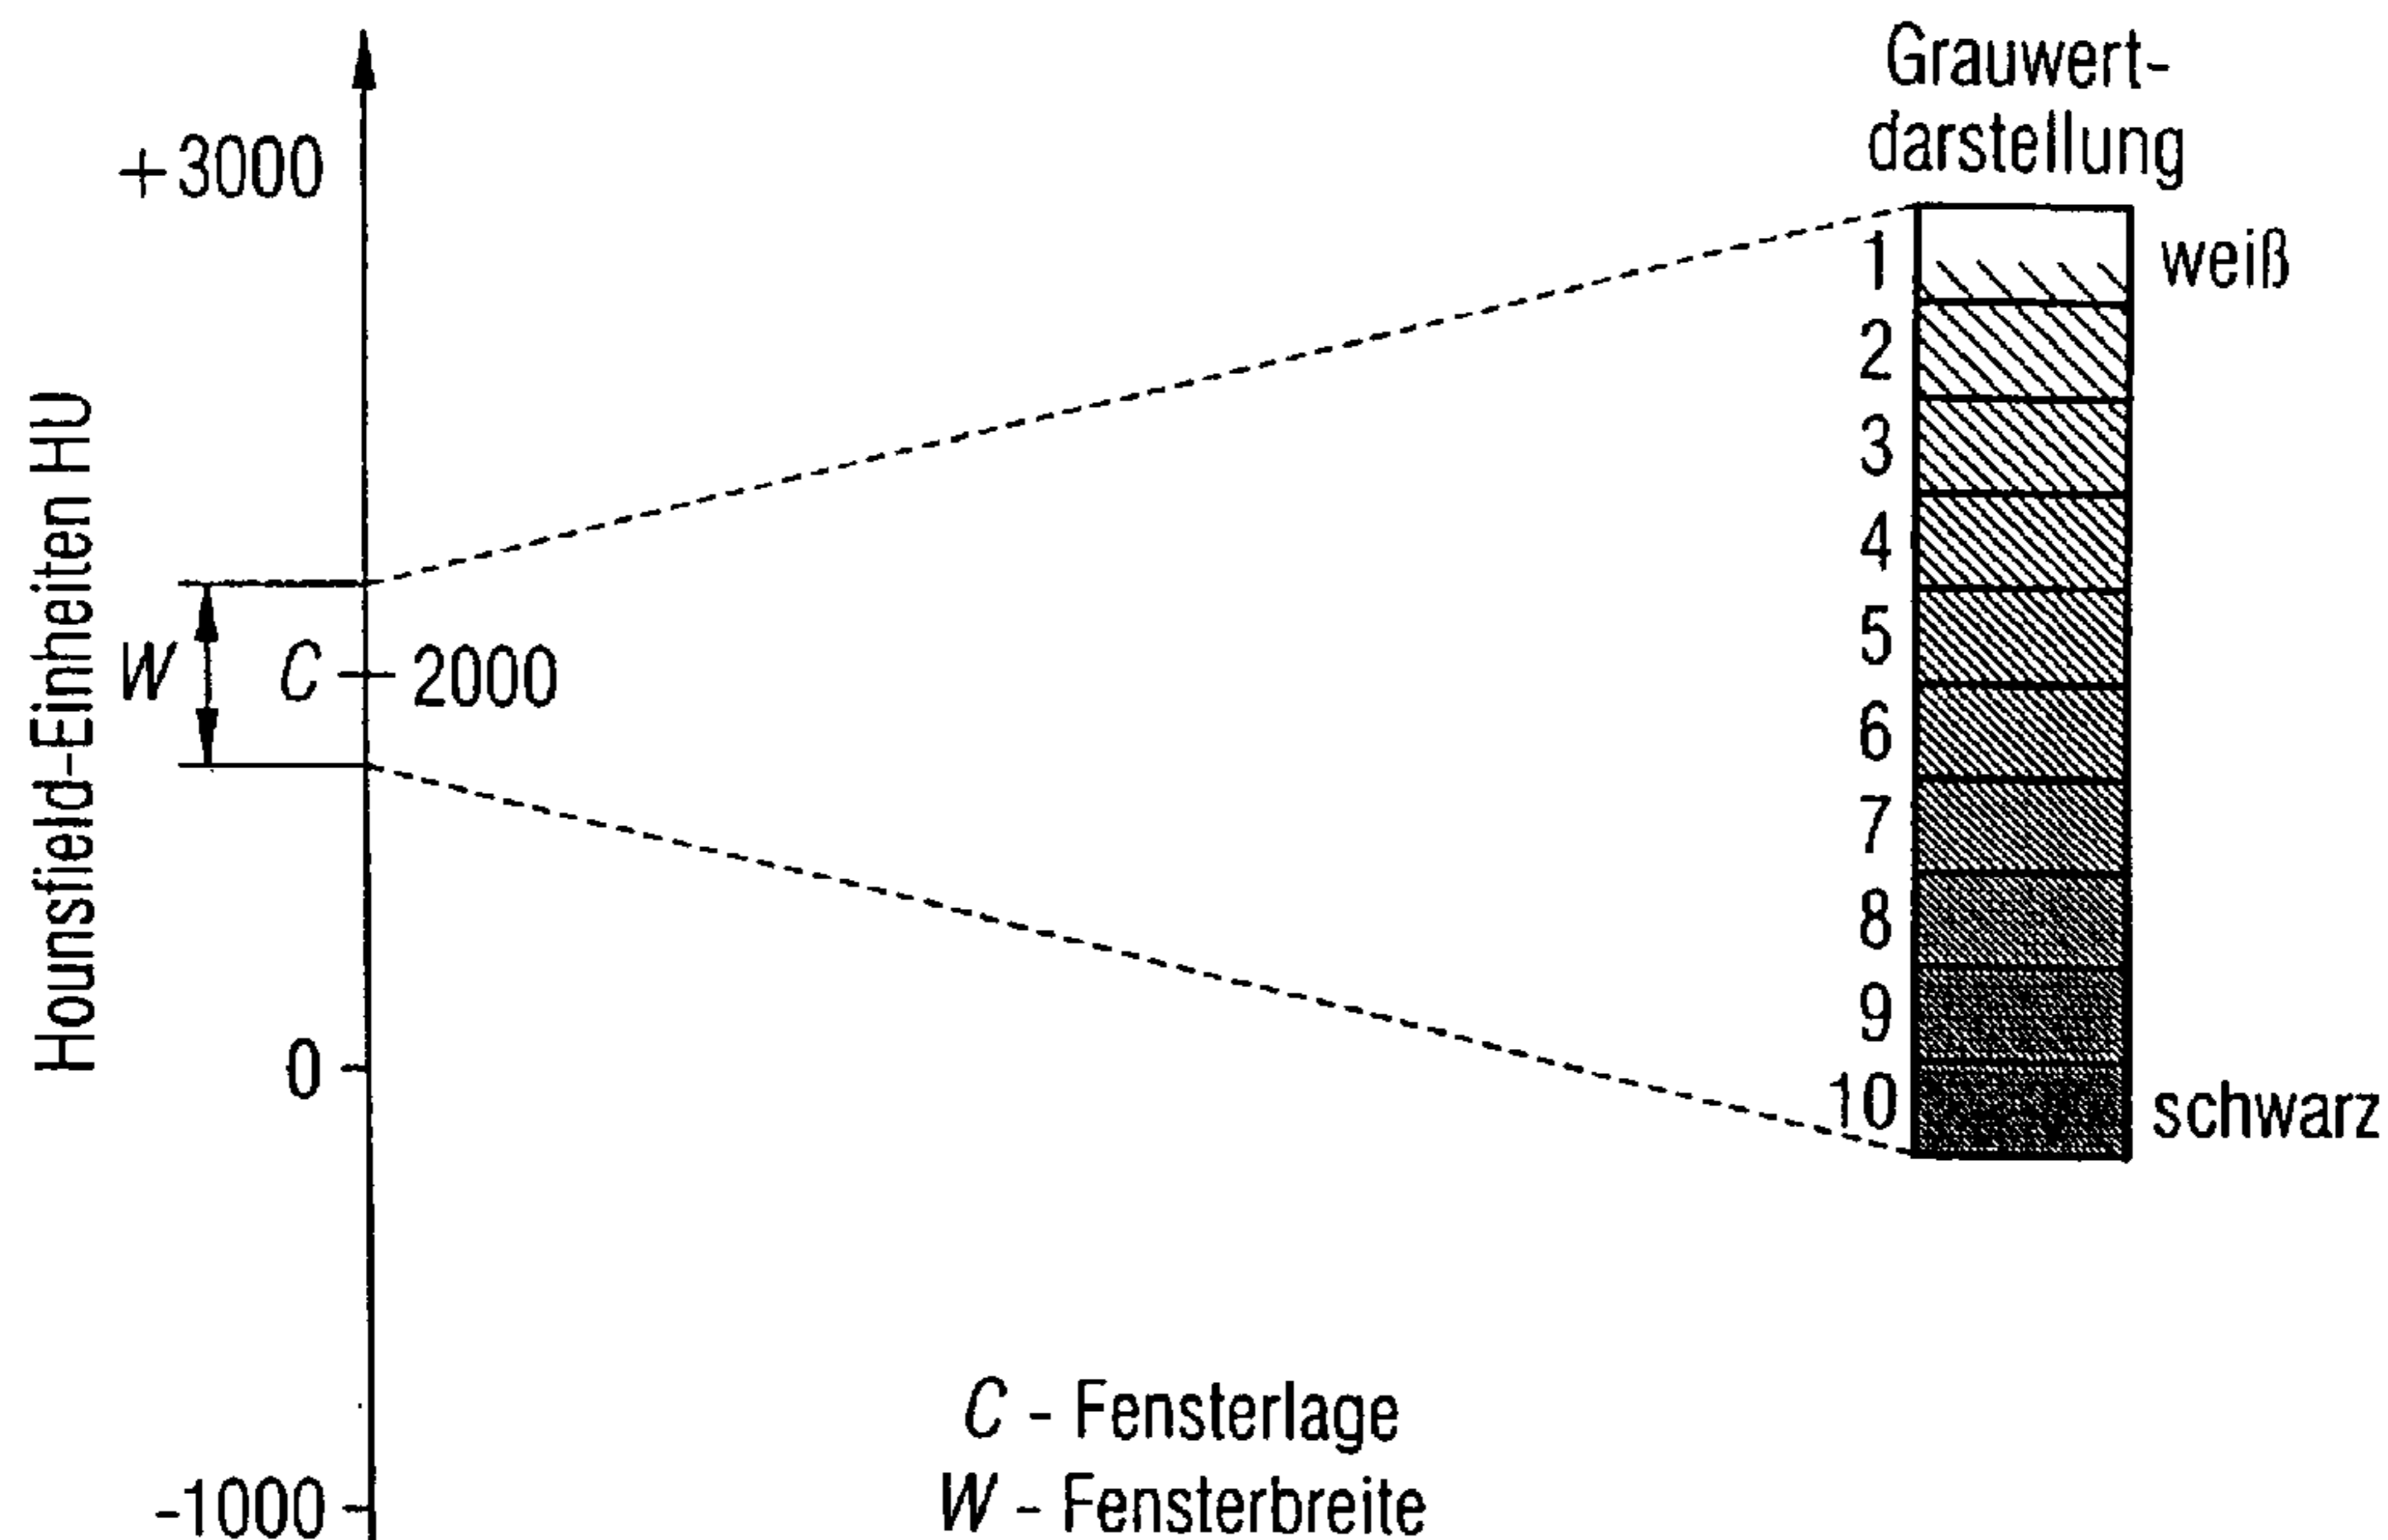 Grauwert-
darstellung
+3000
1 weiß
2
3
4
5
6
7
8
9
10 schwarz
Hounsfield-Einheiten HU
W C 2000
0
-1000
C - Fensterlage
W - Fensterbreite